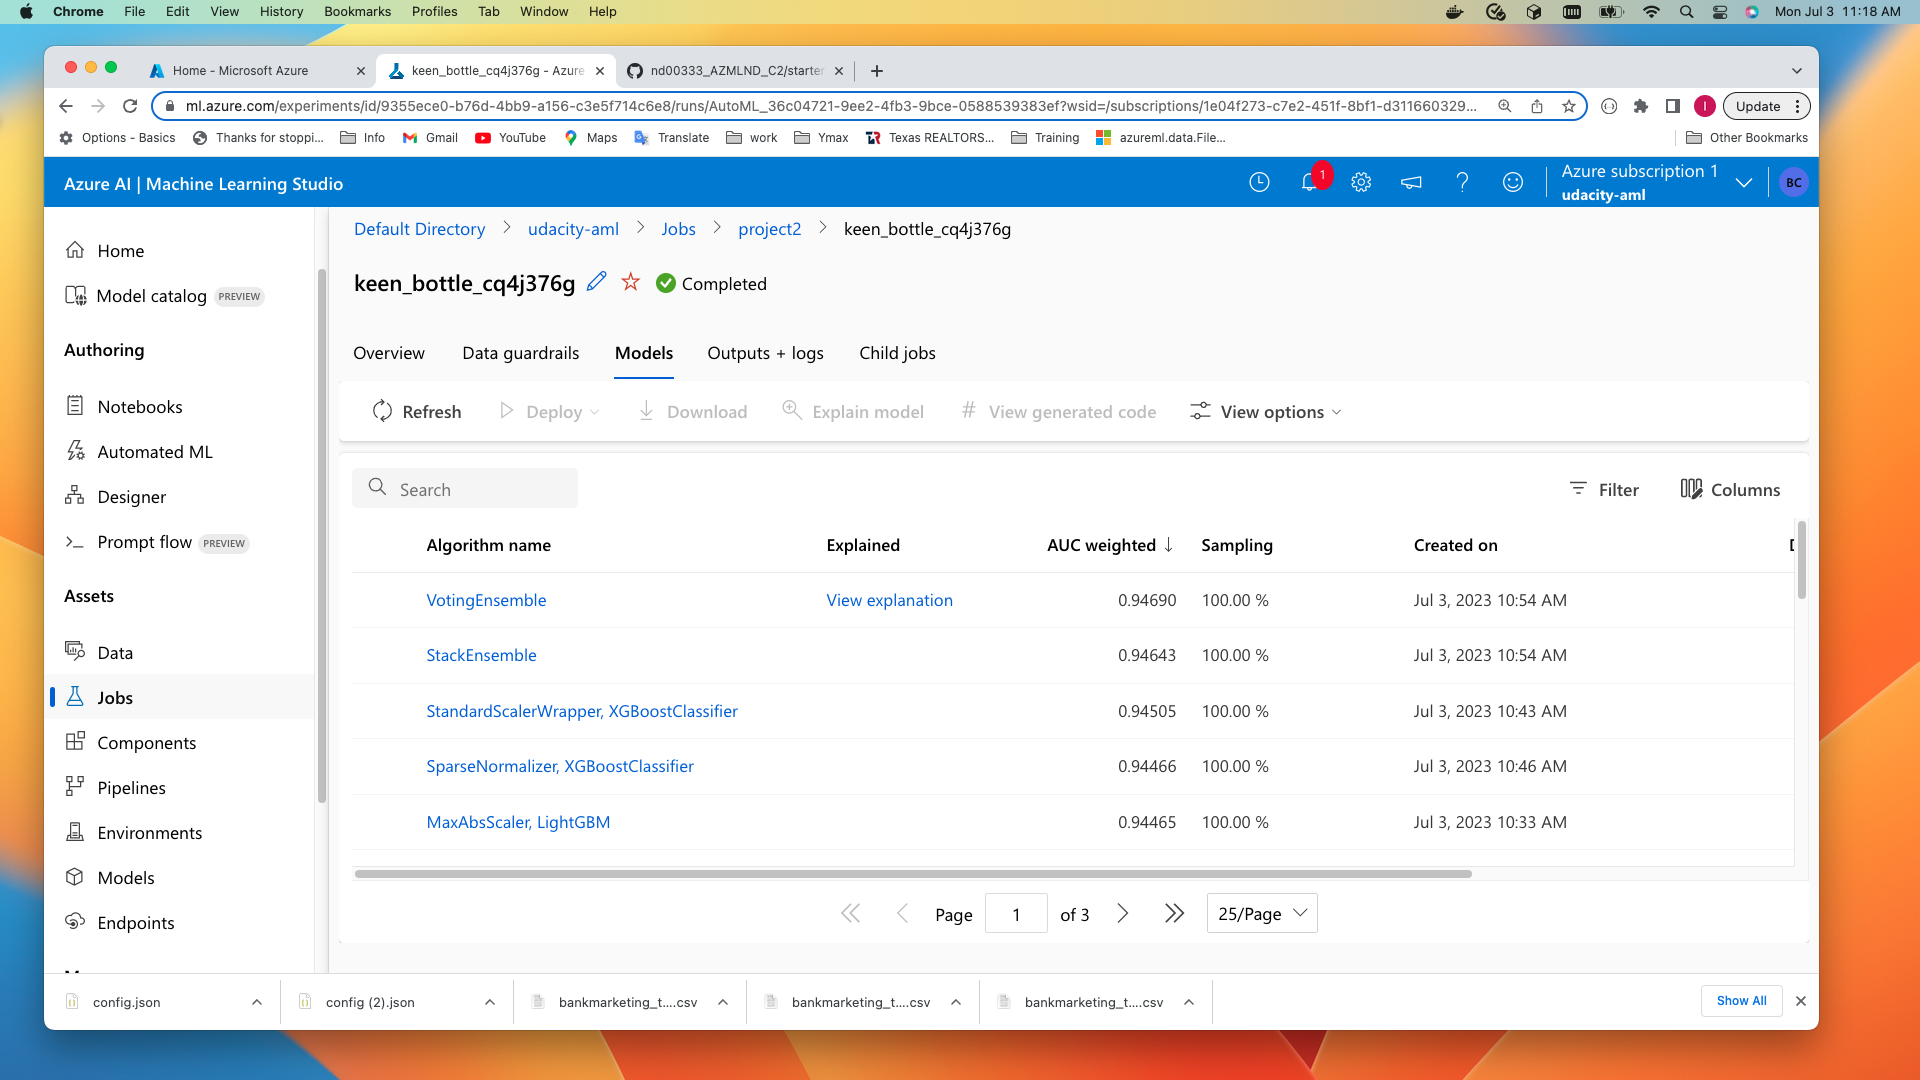 Chrome File Edit View History Bookmarks Profiles Tab Window Help Mon Jul 3 11:18 AM
Home - Microsoft Azure keen_bottle_cq4j376g - Azure nd00333_AZMLND_C2/starter
ml.azure.com/experiments/id/9355ece0-b76d-4bb9-a156-c3e5f714c6e8/runs/AutoML_36c04721-9ee2-4fb3-9bce-0588539383ef?wsid=/subscriptions/1e04f273-c7e2-451f-8bf1-d311660329... I Update
Options - Basics Thanks for stoppi... Info Gmail YouTube Maps Translate work Ymax Texas REALTORS... Training azureml.data.File... Other Bookmarks
Azure AI | Machine Learning Studio 1 Azure subscription 1
udacity-aml BC
Default Directory udacity-aml Jobs project2 keen_bottle_cq4j376g
Home
Model catalog PREVIEW
Authoring
Notebooks
Automated ML
Designer
Prompt flow PREVIEW
Assets
Data
Jobs
Components
Pipelines
Environments
Models
Endpoints
keen_bottle_cq4j376g Completed
Overview Data guardrails Models Outputs + logs Child jobs
Refresh Deploy Download Explain model View generated code View options
Search Filter Columns
Algorithm name Explained AUC weighted Sampling Created on
VotingEnsemble View explanation 0.94690 100.00 % Jul 3, 2023 10:54 AM
StackEnsemble 0.94643 100.00 % Jul 3, 2023 10:54 AM
StandardScalerWrapper, XGBoostClassifier 0.94505 100.00 % Jul 3, 2023 10:43 AM
SparseNormalizer, XGBoostClassifier 0.94466 100.00 % Jul 3, 2023 10:46 AM
MaxAbsScaler, LightGBM 0.94465 100.00 % Jul 3, 2023 10:33 AM
Page 1 of 3 25/Page
config.json config (2).json bankmarketing_t....csv bankmarketing_t....csv bankmarketing_t....csv Show All